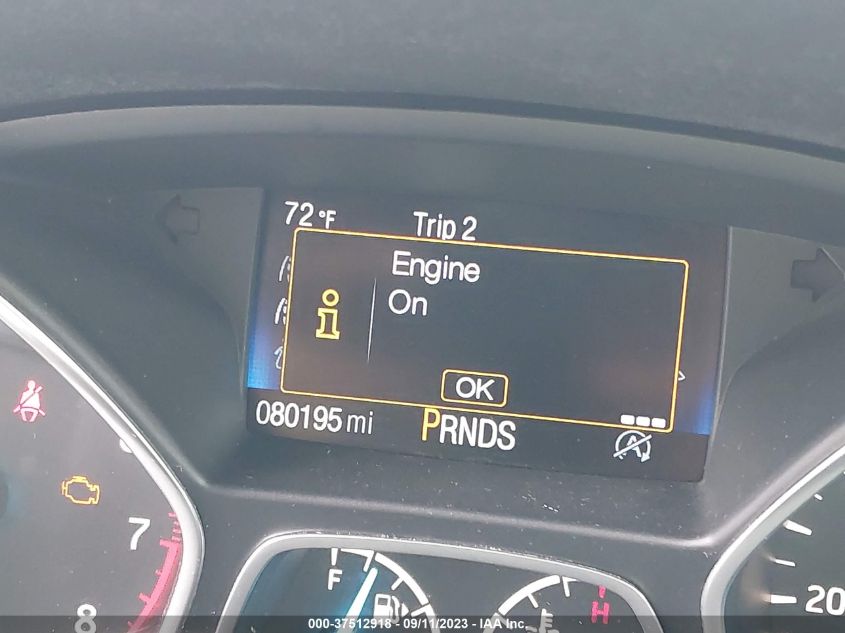 72°F Trip 2
Engine
On
OK
080195 mi PRNDS
7
8
F
H
20
000-37512918 - 09/11/2023 - IAA Inc.